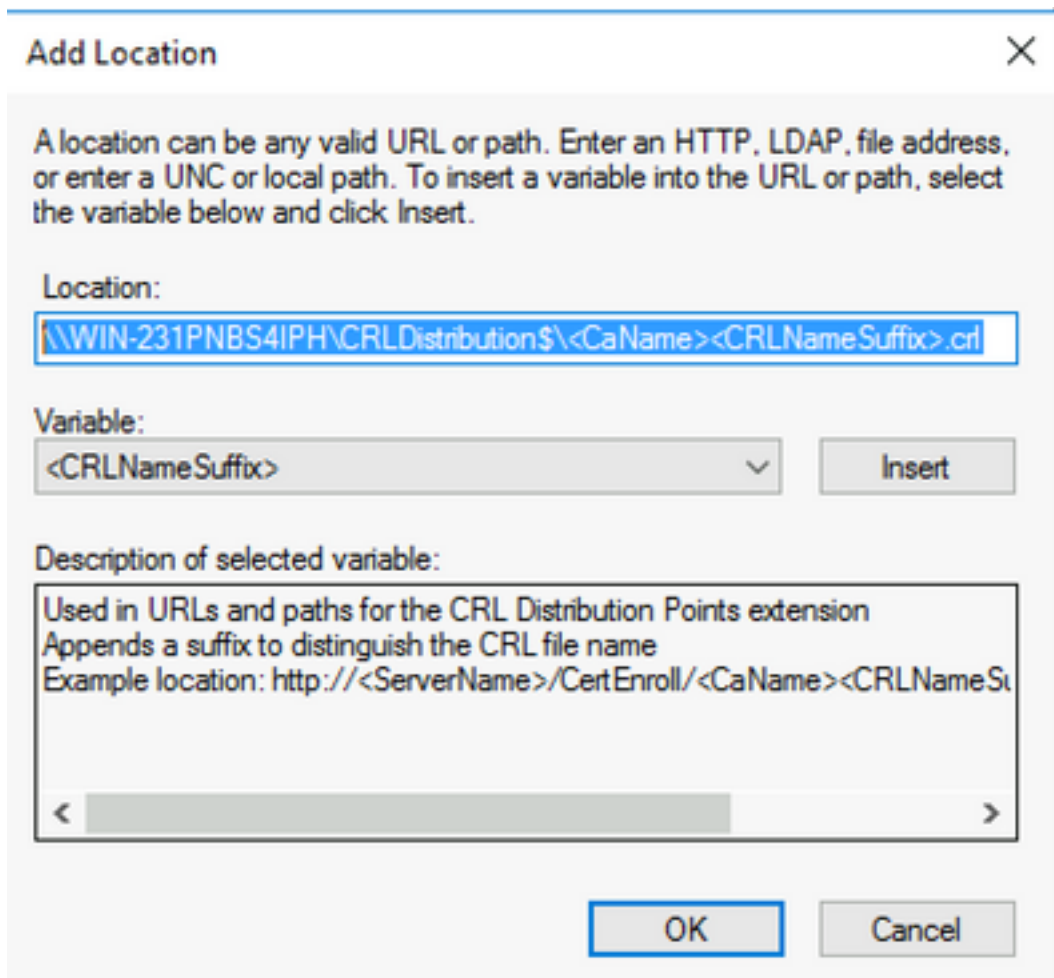 Add Location
A location can be any valid URL or path. Enter an HTTP, LDAP, file address,
or enter a UNC or local path. To insert a variable into the URL or path, select
the variable below and click Insert.
Location:
\\WIN-231PNBS4IPH\CRLDistribution$\<CaName><CRLNameSuffix>.crl
Variable:
<CRLNameSuffix>
Insert
Description of selected variable:
Used in URLs and paths for the CRL Distribution Points extension
Appends a suffix to distinguish the CRL file name
Example location: http://<ServerName>/CertEnroll/<CaName><CRLNameSu
OK
Cancel